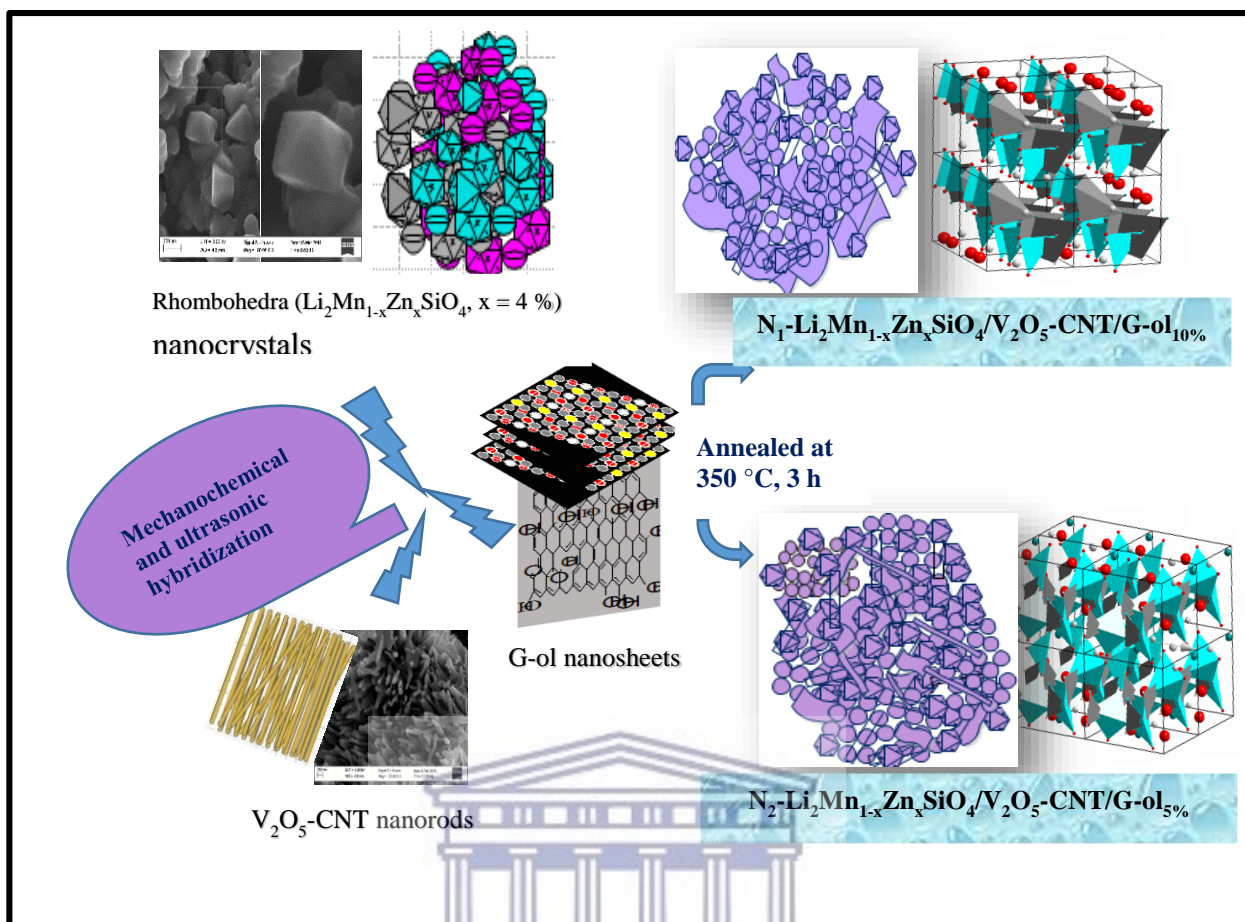 Rhombohedra (Li₂Mn₁₋ₓZnₓSiO₄, x = 4 %)
nanocrystals
N₁-Li₂Mn₁₋ₓZnₓSiO₄/V₂O₅-CNT/G-ol₁₀%
Mechanochemical
and ultrasonic
hybridization
Annealed at
350 °C, 3 h
G-ol nanosheets
V₂O₅-CNT nanorods
N₂-Li₂Mn₁₋ₓZnₓSiO₄/V₂O₅-CNT/G-ol₅%